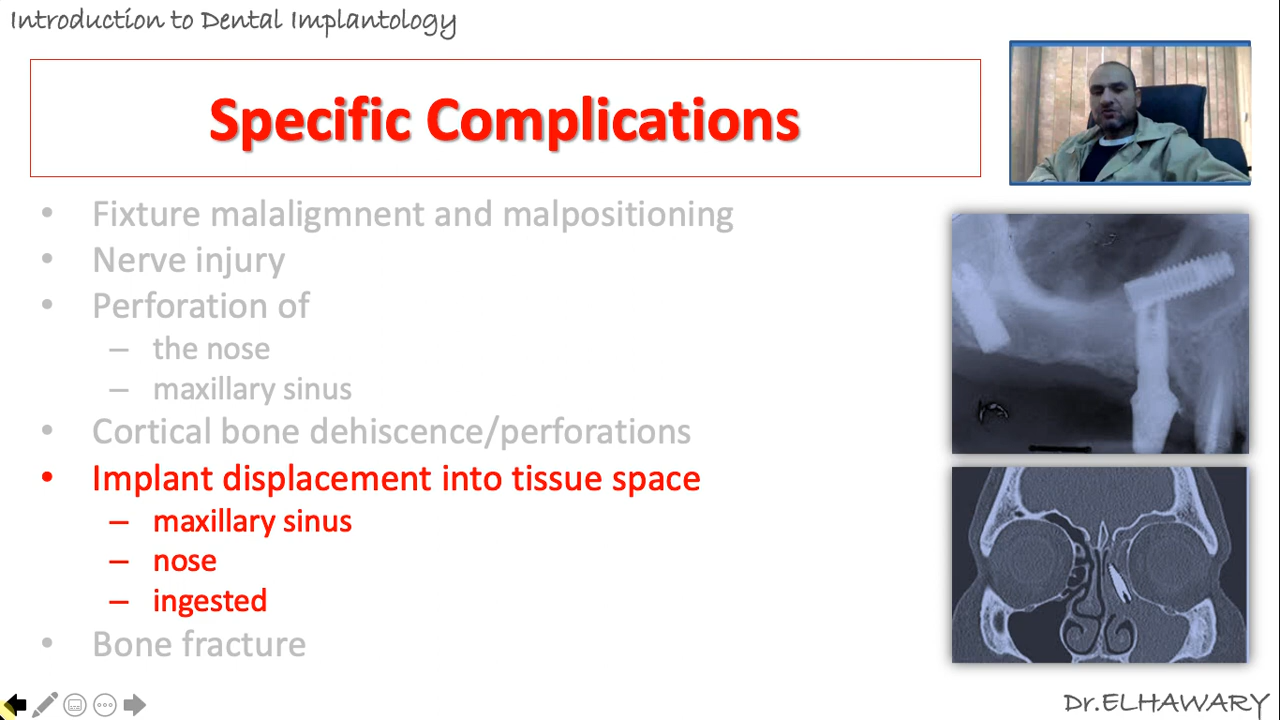 Introduction to Dental Implantology
Specific Complications
• Fixture malaligmnent and malpositioning
• Nerve injury
• Perforation of
– the nose
– maxillary sinus
• Cortical bone dehiscence/perforations
• Implant displacement into tissue space
– maxillary sinus
– nose
– ingested
• Bone fracture
Dr.ELHAWARY